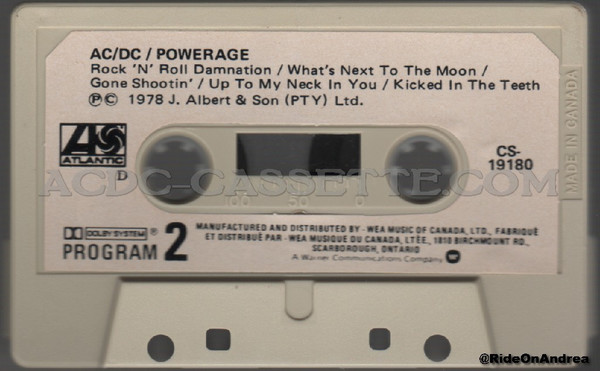 AC/DC / POWERAGE
Rock 'N' Roll Damnation / What's Next To The Moon /
Gone Shootin' / Up To My Neck In You / Kicked In The Teeth
Ⓟ© 1978 J. Albert & Son (PTY) Ltd.
MADE IN CANADA
ATLANTIC
D
CS-
19180
ACDC-CASSETTE.COM
100 50 0
DOLBY SYSTEM ®
PROGRAM 2
MANUFACTURED AND DISTRIBUTED BY - WEA MUSIC OF CANADA, LTD., FABRIQUÉ
ET DISTRIBUÉ PAR - WEA MUSIQUE DU CANADA, LTÉE., 1810 BIRCHMOUNT RD.,
SCARBOROUGH, ONTARIO
A Warner Communications Company
@RideOnAndrea